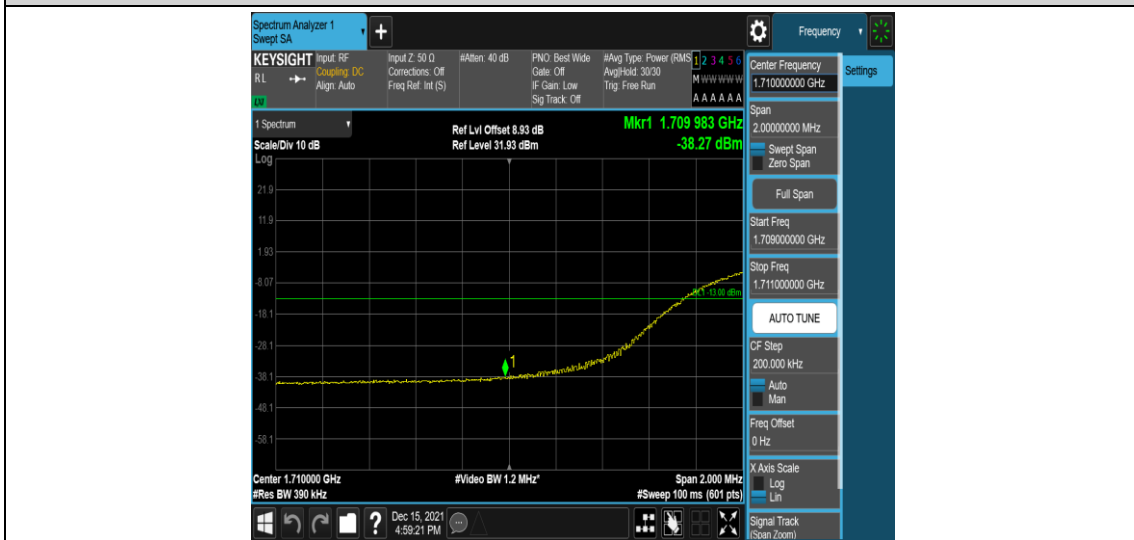 Spectrum Analyzer 1
Swept SA
+
Frequency
KEYSIGHT
RL
LXI
Input: RF
Coupling: DC
Align: Auto
Input Z: 50 Ω
Corrections: Off
Freq Ref: Int (S)
#Atten: 40 dB
PNO: Best Wide
Gate: Off
IF Gain: Low
Sig Track: Off
#Avg Type: Power (RMS
Avg|Hold: 30/30
Trig: Free Run
1 2 3 4 5 6
M W W W W W
A A A A A A
1 Spectrum
Scale/Div 10 dB
Ref Lvl Offset 8.93 dB
Ref Level 31.93 dBm
Mkr1 1.709 983 GHz
-38.27 dBm
Log
21.9
11.9
1.93
-8.07
-18.1
-28.1
-38.1
-48.1
-58.1
DL1 -13.00 dBm
1
Center 1.710000 GHz
#Res BW 390 kHz
#Video BW 1.2 MHz*
Span 2.000 MHz
#Sweep 100 ms (601 pts)
?
Dec 15, 2021
4:59:21 PM
Center Frequency
1.710000000 GHz
Settings
Span
2.00000000 MHz
Swept Span
Zero Span
Full Span
Start Freq
1.709000000 GHz
Stop Freq
1.711000000 GHz
AUTO TUNE
CF Step
200.000 kHz
Auto
Man
Freq Offset
0 Hz
X Axis Scale
Log
Lin
Signal Track
(Span Zoom)